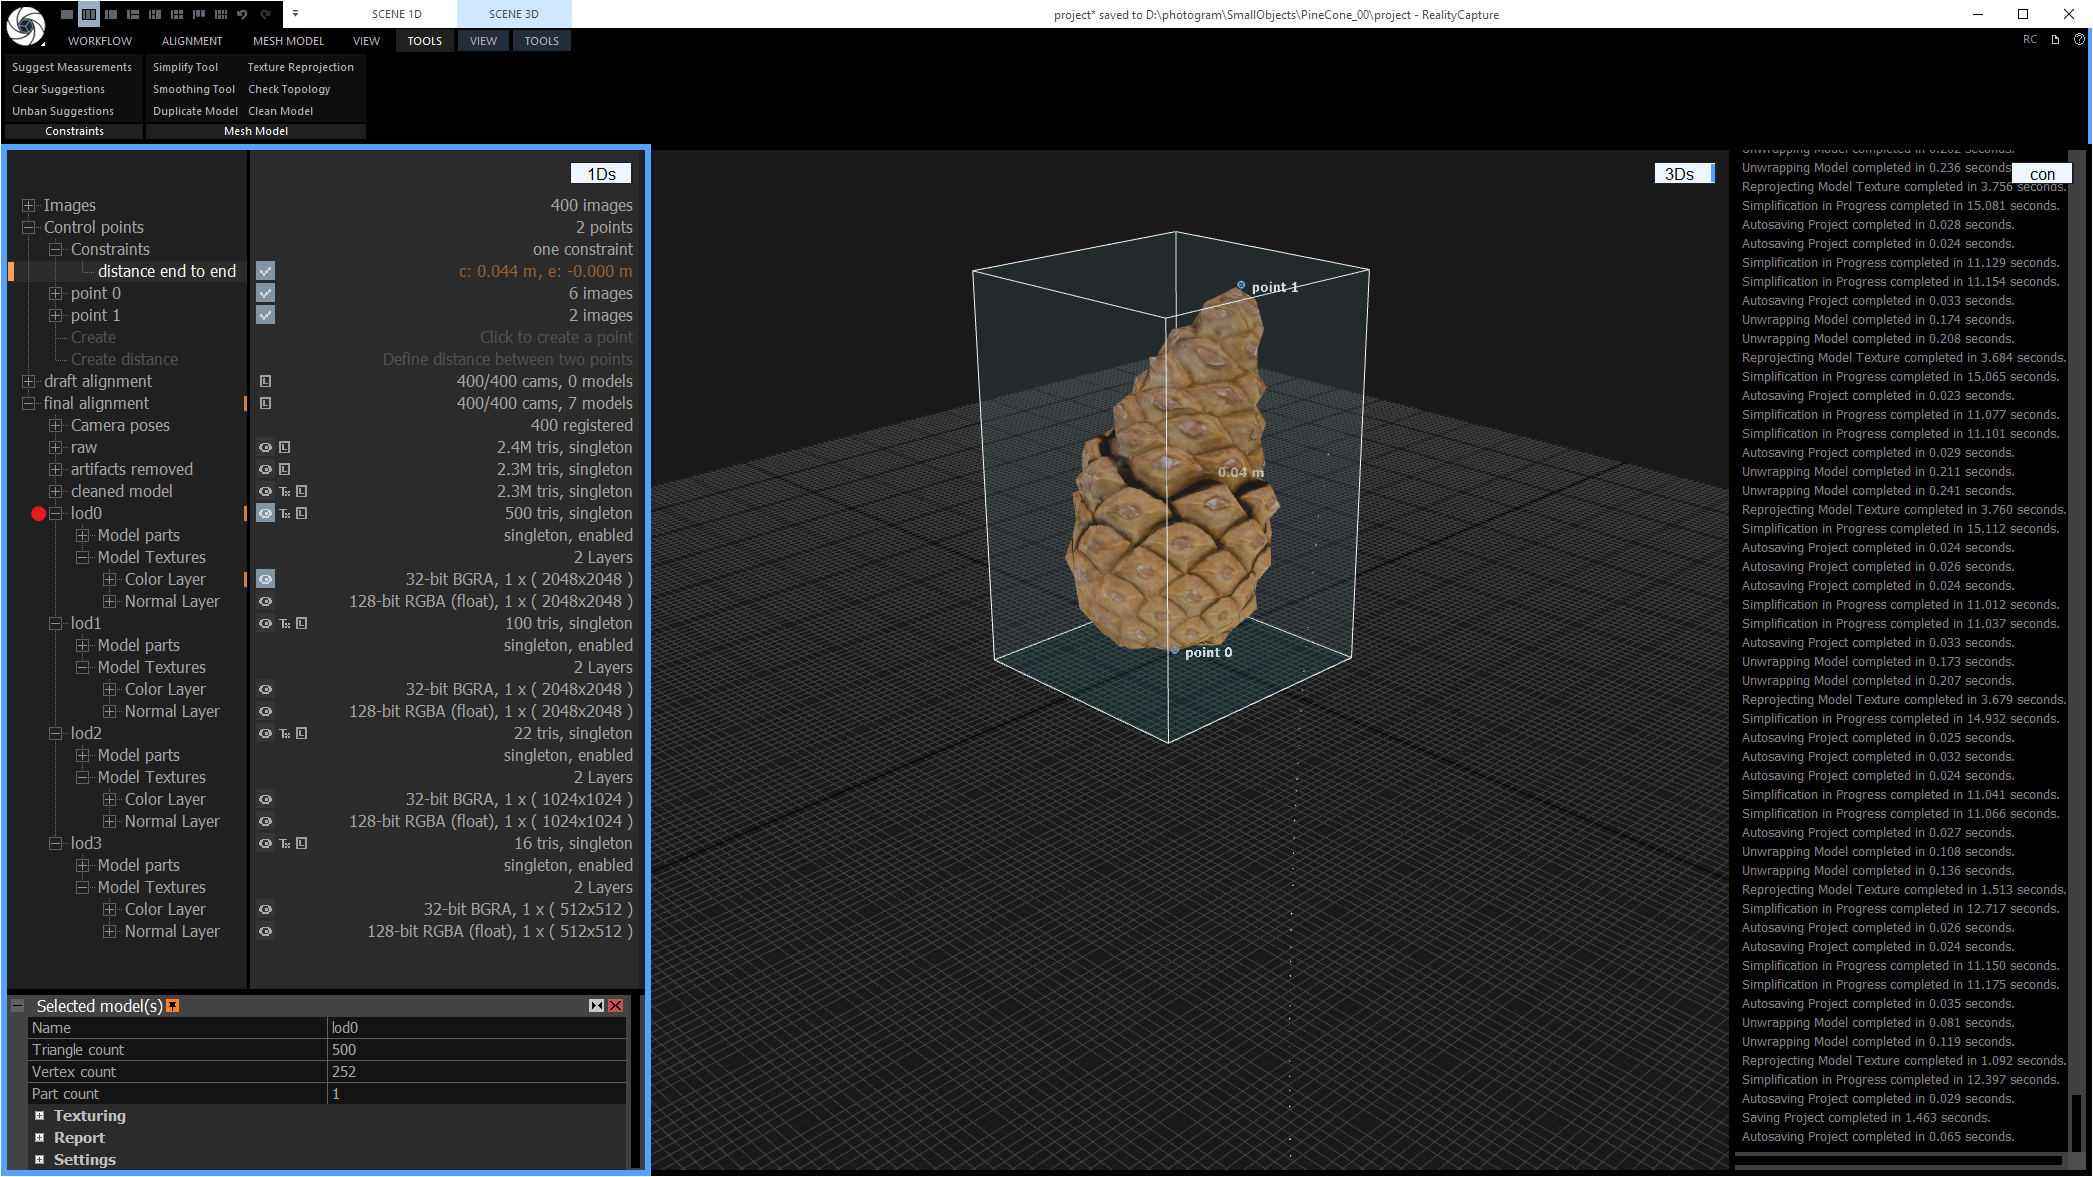 SCENE 1D
SCENE 3D
project* saved to D:\photogram\SmallObjects\PineCone_00\project - RealityCapture
WORKFLOW
ALIGNMENT
MESH MODEL
VIEW
TOOLS
VIEW
TOOLS
RC
Suggest Measurements
Simplify Tool
Texture Reprojection
Clear Suggestions
Smoothing Tool
Check Topology
Unban Suggestions
Duplicate Model
Clean Model
Constraints
Mesh Model
1Ds
Images 400 images
Control points 2 points
Constraints one constraint
distance end to end c: 0.044 m, e: -0.000 m
point 0 6 images
point 1 2 images
Create Click to create a point
Create distance Define distance between two points
draft alignment 400/400 cams, 0 models
final alignment 400/400 cams, 7 models
Camera poses 400 registered
raw 2.4M tris, singleton
artifacts removed 2.3M tris, singleton
cleaned model 2.3M tris, singleton
lod0 500 tris, singleton
Model parts singleton, enabled
Model Textures 2 Layers
Color Layer 32-bit BGRA, 1 x ( 2048x2048 )
Normal Layer 128-bit RGBA (float), 1 x ( 2048x2048 )
lod1 100 tris, singleton
Model parts singleton, enabled
Model Textures 2 Layers
Color Layer 32-bit BGRA, 1 x ( 2048x2048 )
Normal Layer 128-bit RGBA (float), 1 x ( 2048x2048 )
lod2 22 tris, singleton
Model parts singleton, enabled
Model Textures 2 Layers
Color Layer 32-bit BGRA, 1 x ( 1024x1024 )
Normal Layer 128-bit RGBA (float), 1 x ( 1024x1024 )
lod3 16 tris, singleton
Model parts singleton, enabled
Model Textures 2 Layers
Color Layer 32-bit BGRA, 1 x ( 512x512 )
Normal Layer 128-bit RGBA (float), 1 x ( 512x512 )
Selected model(s)
Name lod0
Triangle count 500
Vertex count 252
Part count 1
Texturing
Report
Settings
3Ds
point 1
0.04 m
point 0
con
Unwrapping Model completed in 0.202 seconds.
Unwrapping Model completed in 0.236 seconds
Reprojecting Model Texture completed in 3.756 seconds.
Simplification in Progress completed in 15.081 seconds.
Autosaving Project completed in 0.028 seconds.
Autosaving Project completed in 0.024 seconds.
Simplification in Progress completed in 11.129 seconds.
Simplification in Progress completed in 11.154 seconds.
Autosaving Project completed in 0.033 seconds.
Unwrapping Model completed in 0.174 seconds.
Unwrapping Model completed in 0.208 seconds.
Reprojecting Model Texture completed in 3.684 seconds.
Simplification in Progress completed in 15.065 seconds.
Autosaving Project completed in 0.023 seconds.
Simplification in Progress completed in 11.077 seconds.
Simplification in Progress completed in 11.101 seconds.
Autosaving Project completed in 0.029 seconds.
Unwrapping Model completed in 0.211 seconds.
Unwrapping Model completed in 0.241 seconds.
Reprojecting Model Texture completed in 3.760 seconds.
Simplification in Progress completed in 15.112 seconds.
Autosaving Project completed in 0.024 seconds.
Autosaving Project completed in 0.026 seconds.
Autosaving Project completed in 0.024 seconds.
Simplification in Progress completed in 11.012 seconds.
Simplification in Progress completed in 11.037 seconds.
Autosaving Project completed in 0.033 seconds.
Unwrapping Model completed in 0.173 seconds.
Unwrapping Model completed in 0.207 seconds.
Reprojecting Model Texture completed in 3.679 seconds.
Simplification in Progress completed in 14.932 seconds.
Autosaving Project completed in 0.025 seconds.
Autosaving Project completed in 0.032 seconds.
Autosaving Project completed in 0.024 seconds.
Simplification in Progress completed in 11.041 seconds.
Simplification in Progress completed in 11.066 seconds.
Autosaving Project completed in 0.027 seconds.
Unwrapping Model completed in 0.108 seconds.
Unwrapping Model completed in 0.136 seconds.
Reprojecting Model Texture completed in 1.513 seconds.
Simplification in Progress completed in 12.717 seconds.
Autosaving Project completed in 0.026 seconds.
Autosaving Project completed in 0.024 seconds.
Simplification in Progress completed in 11.150 seconds.
Simplification in Progress completed in 11.175 seconds.
Autosaving Project completed in 0.035 seconds.
Unwrapping Model completed in 0.081 seconds.
Unwrapping Model completed in 0.119 seconds.
Reprojecting Model Texture completed in 1.092 seconds.
Simplification in Progress completed in 12.397 seconds.
Autosaving Project completed in 0.029 seconds.
Saving Project completed in 1.463 seconds.
Autosaving Project completed in 0.065 seconds.